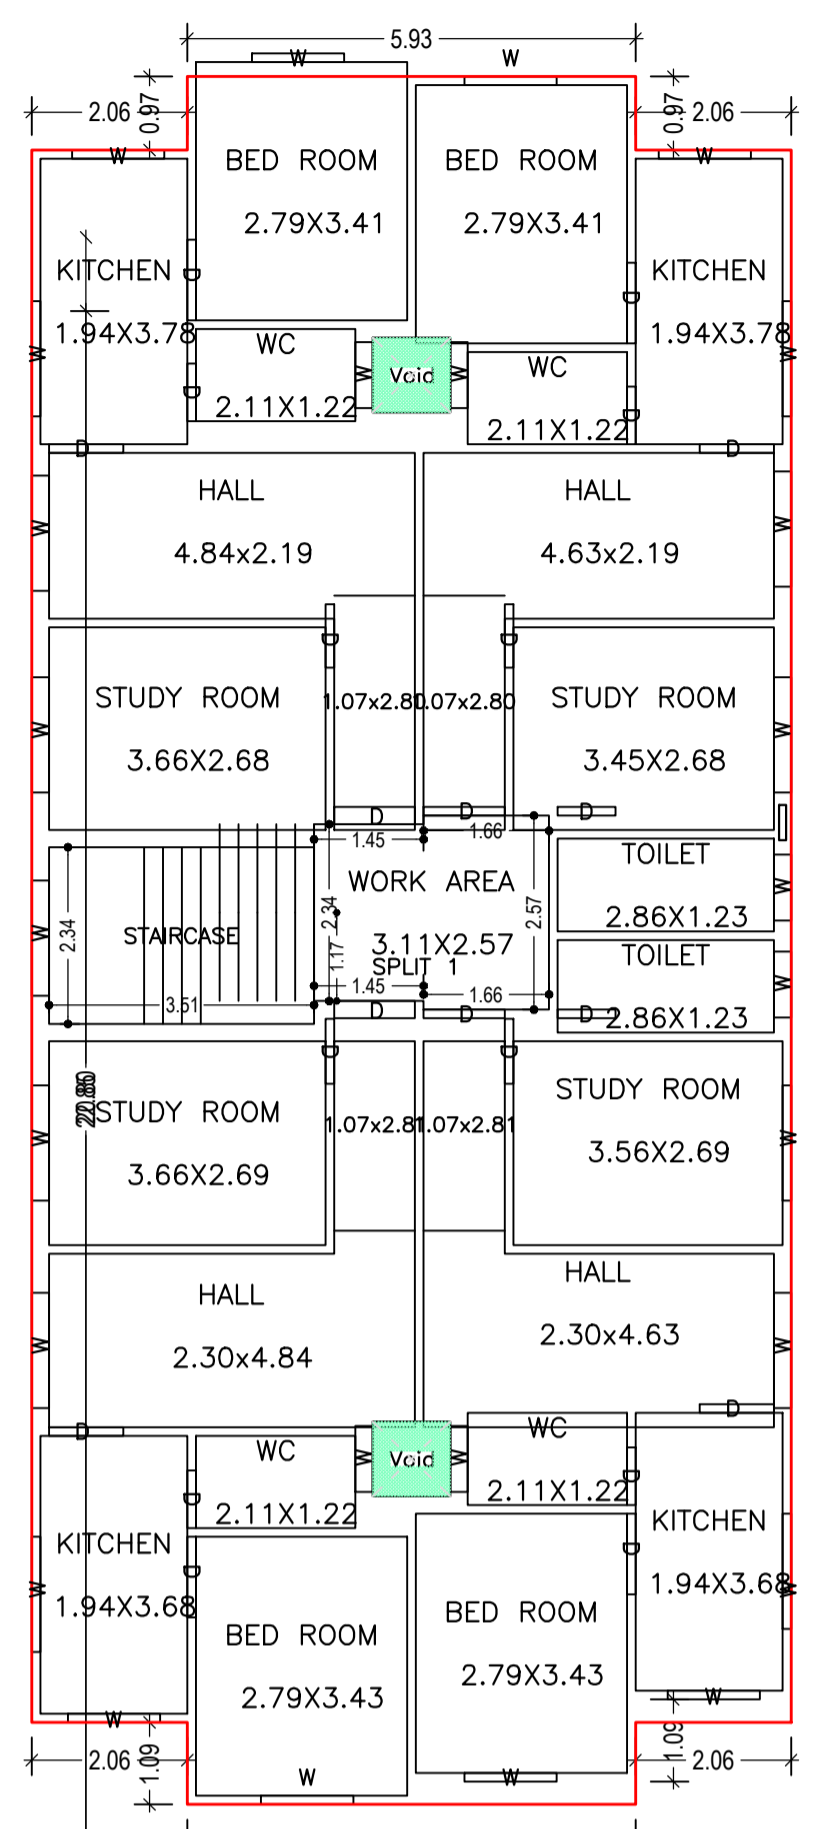 5.93
W
W
2.06
0.97
0.97
2.06
W
W
BED ROOM
BED ROOM
2.79X3.41
2.79X3.41
KITCHEN
KITCHEN
D
D
1.94X3.78
1.94X3.78
W
W
WC
WC
W
Void
W
D
D
2.11X1.22
2.11X1.22
D
D
HALL
HALL
W
W
4.84x2.19
4.63x2.19
D
D
STUDY ROOM
STUDY ROOM
1.07x2.80
1.07x2.80
W
W
3.66X2.68
3.45X2.68
D
D
D
1.45
1.66
TOILET
WORK AREA
W
2.86X1.23
2.34
STAIRCASE
W
2.34
1.17
3.11X2.57
2.57
SPLIT 1
TOILET
W
1.45
1.66
3.51
D
D
D
2.86X1.23
D
D
STUDY ROOM
STUDY ROOM
1.07x2.81
1.07x2.81
W
W
3.66X2.69
3.56X2.69
HALL
HALL
W
W
2.30x4.84
2.30x4.63
D
D
WC
WC
W
Void
W
D
D
2.11X1.22
2.11X1.22
KITCHEN
KITCHEN
D
D
W
W
1.94X3.68
1.94X3.68
BED ROOM
BED ROOM
2.79X3.43
2.79X3.43
W
W
2.06
1.09
W
W
1.09
2.06